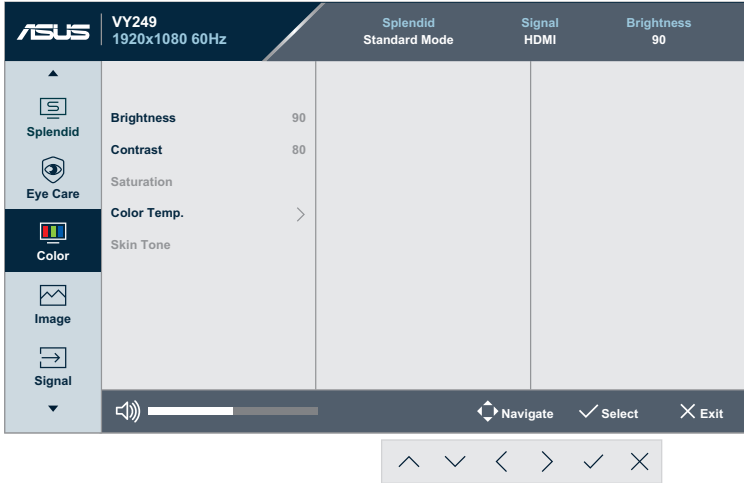 ASUS
VY249
1920x1080 60Hz
Splendid
Standard Mode
Signal
HDMI
Brightness
90
Splendid
Eye Care
Color
Image
Signal
Brightness 90
Contrast 80
Saturation
Color Temp.
Skin Tone
Navigate
Select
Exit